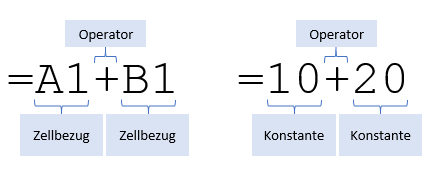 Operator
=A1+B1
Zellbezug Zellbezug
Operator
=10+20
Konstante Konstante